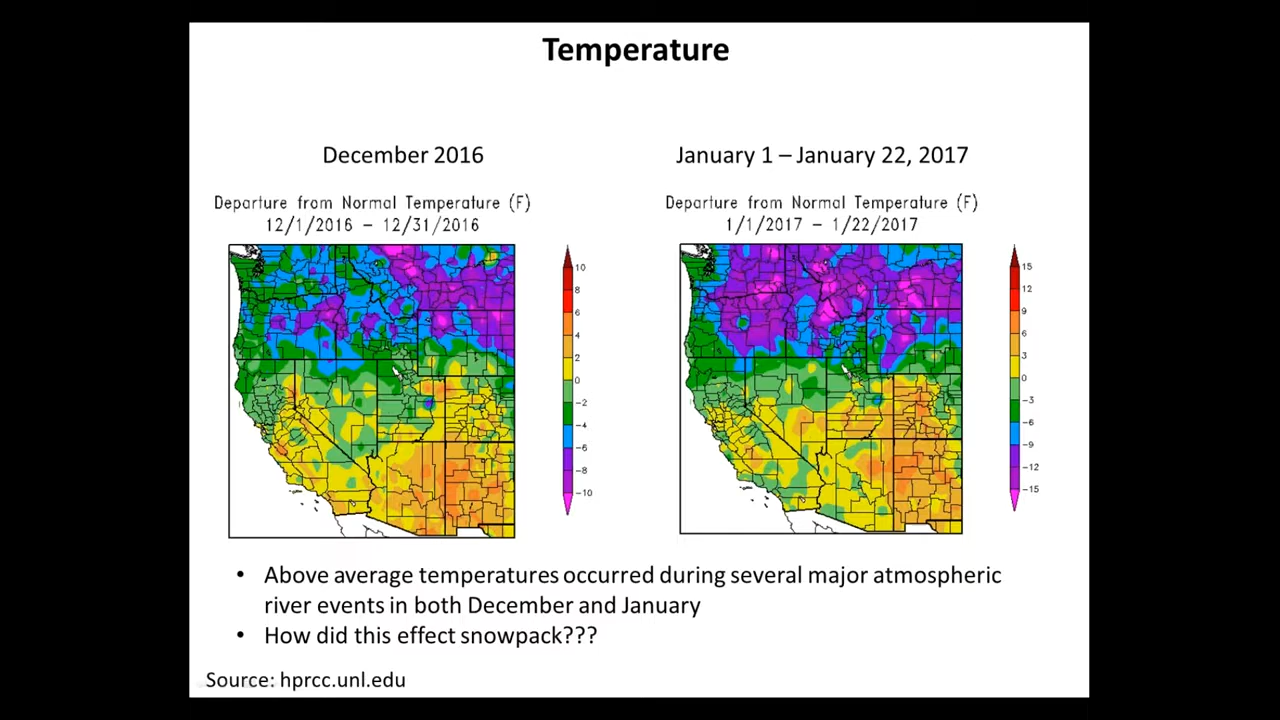 Temperature
December 2016
January 1 – January 22, 2017
Departure from Normal Temperature (F)
12/1/2016 – 12/31/2016
Departure from Normal Temperature (F)
1/1/2017 – 1/22/2017
10
8
6
4
2
0
−2
−4
−6
−8
−10
15
12
9
6
3
0
−3
−6
−9
−12
−15
• Above average temperatures occurred during several major atmospheric
river events in both December and January
• How did this effect snowpack???
Source: hprcc.unl.edu